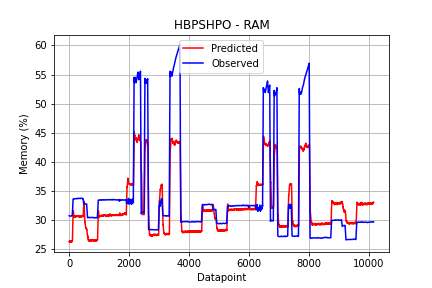 HBPSHPO - RAM
Predicted
Observed
Memory (%)
60
55
50
45
40
35
30
25
0
2000
4000
6000
8000
10000
Datapoint